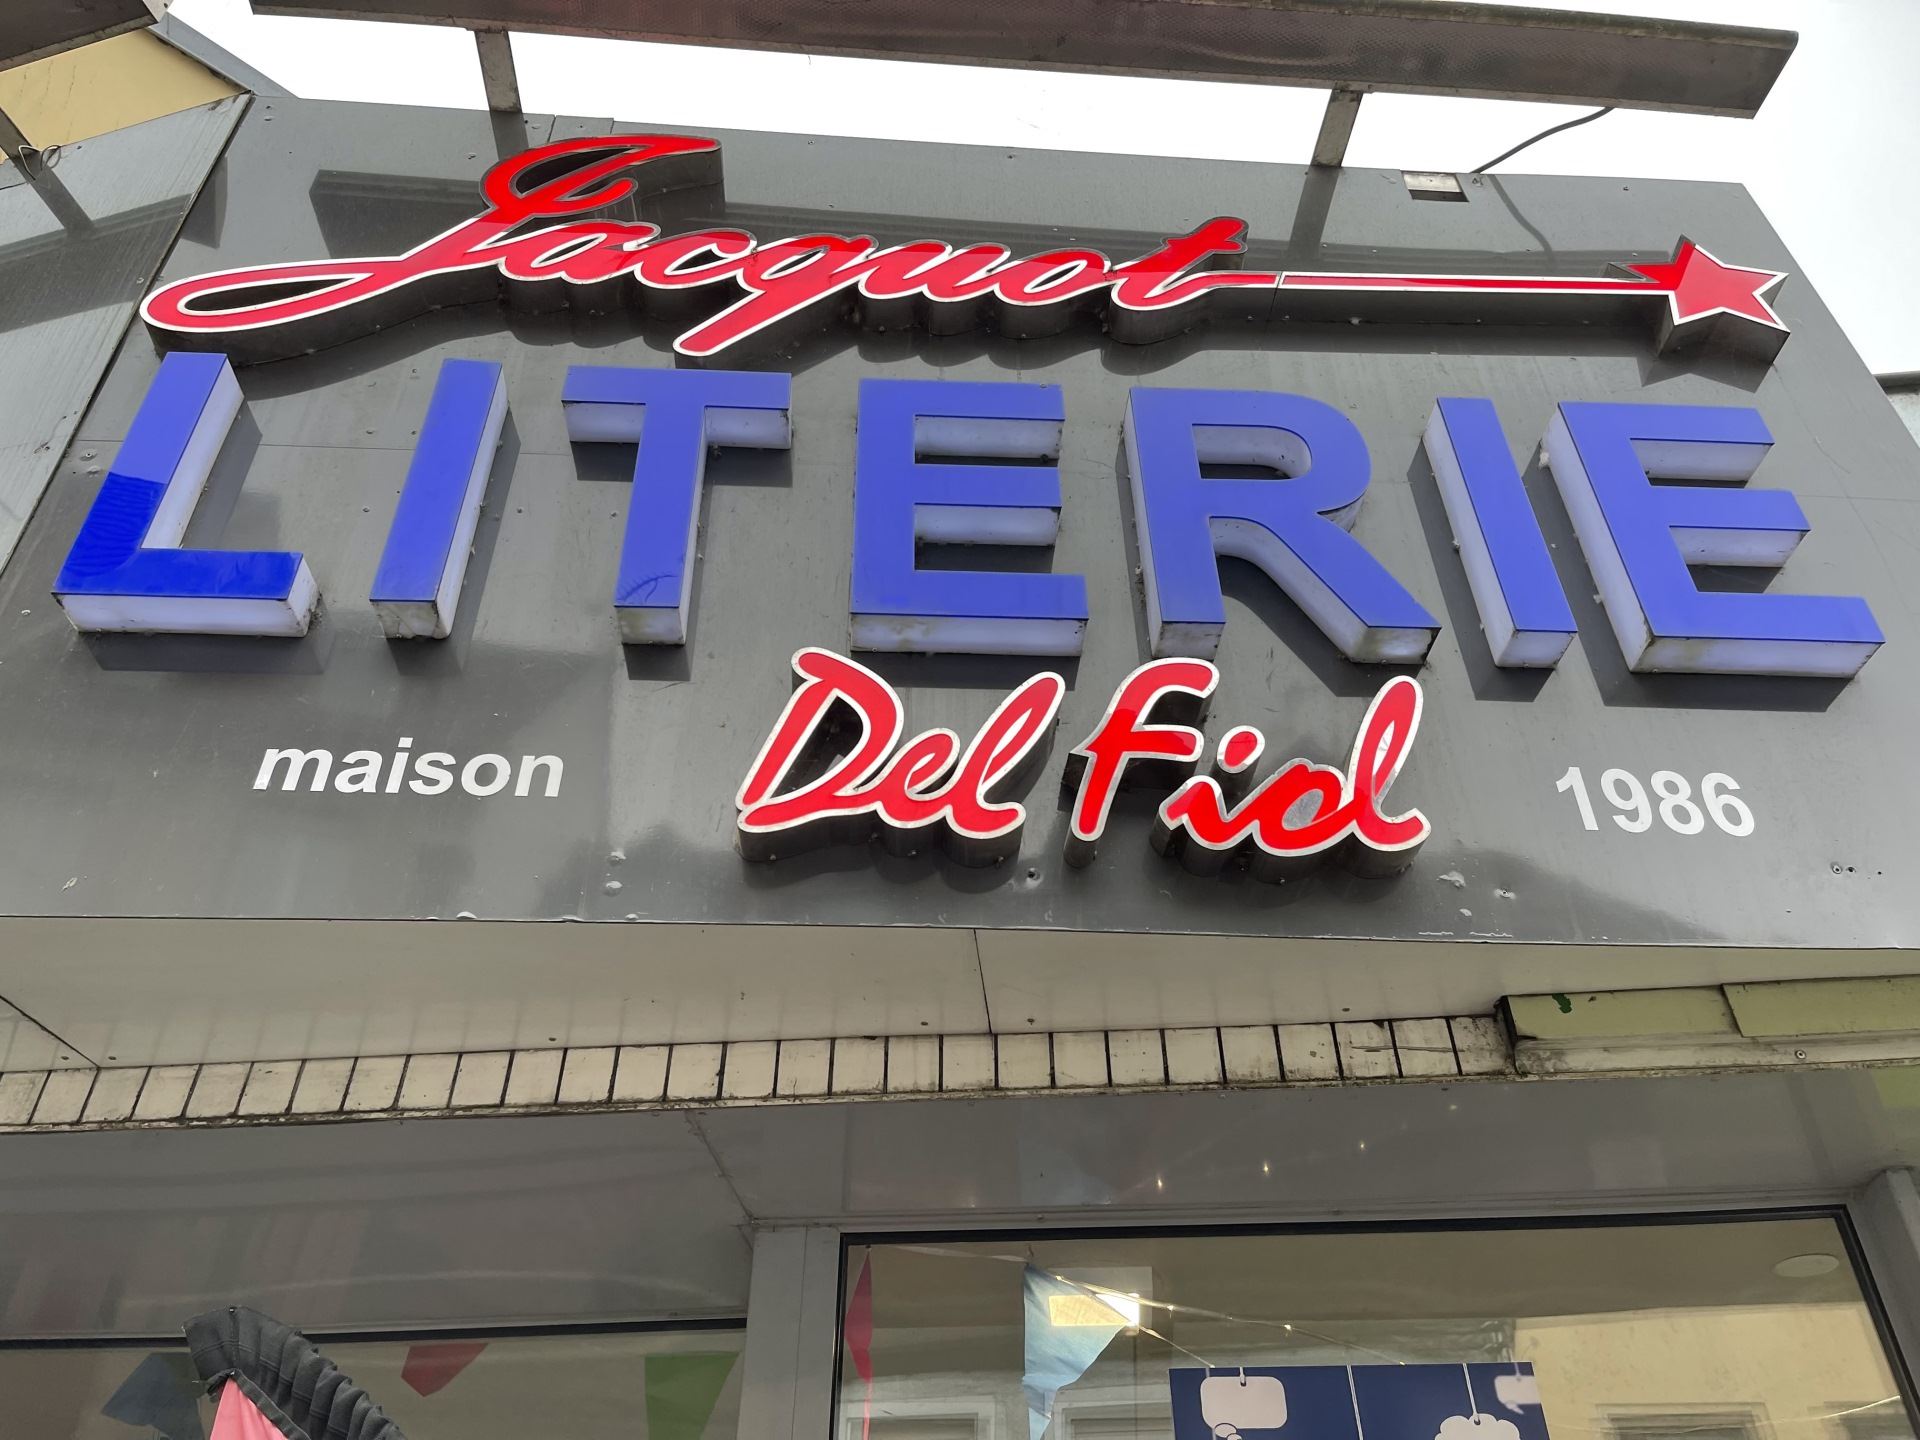 Jacquot
LITERIE
maison Del Fiol 1986